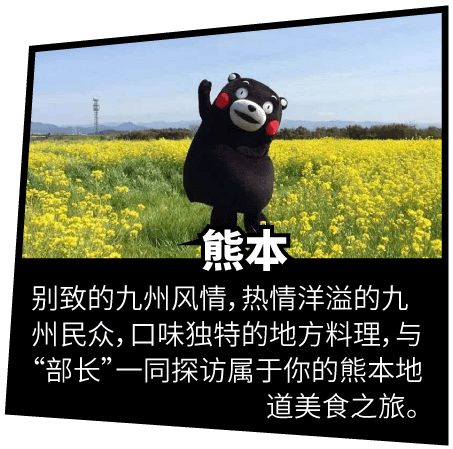 熊本
别致的九州风情，热情洋溢的九
州民众，口味独特的地方料理，与
“部长”一同探访属于你的熊本地
道美食之旅。